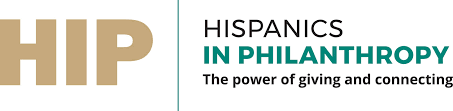 HIP
HISPANICS
IN PHILANTHROPY
The power of giving and connecting